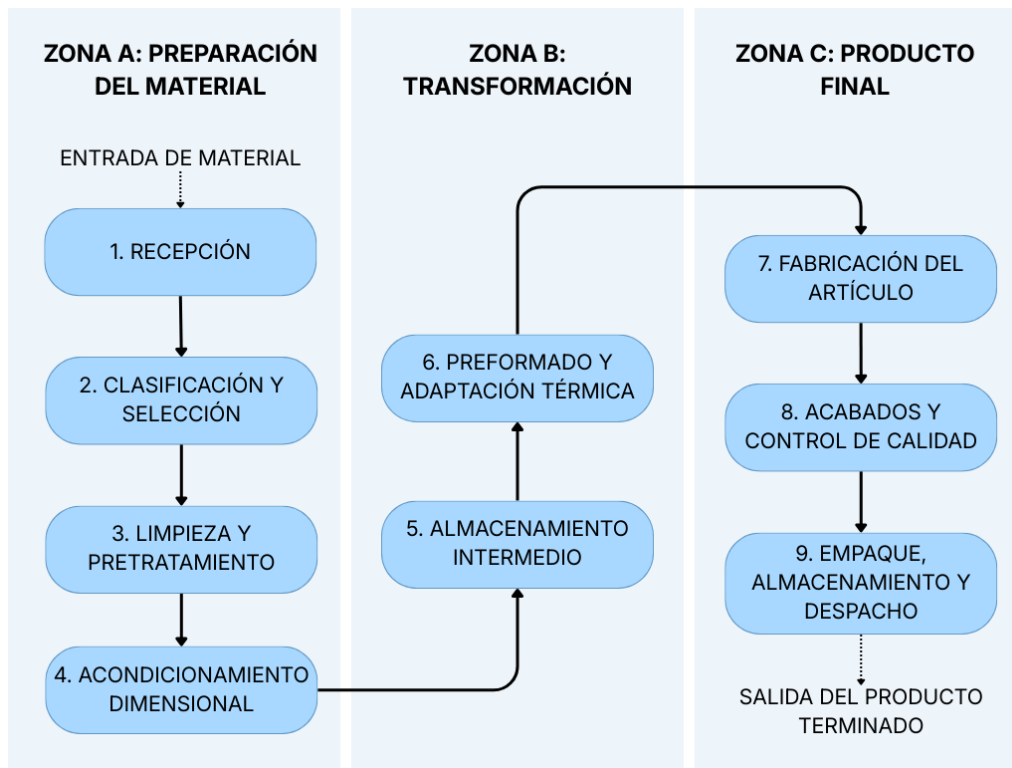 ZONA A: PREPARACIÓN
DEL MATERIAL
ENTRADA DE MATERIAL
1. RECEPCIÓN
2. CLASIFICACIÓN Y
SELECCIÓN
3. LIMPIEZA Y
PRETRATAMIENTO
4. ACONDICIONAMIENTO
DIMENSIONAL
ZONA B:
TRANSFORMACIÓN
6. PREFORMADO Y
ADAPTACIÓN TÉRMICA
5. ALMACENAMIENTO
INTERMEDIO
ZONA C: PRODUCTO
FINAL
7. FABRICACIÓN DEL
ARTÍCULO
8. ACABADOS Y
CONTROL DE CALIDAD
9. EMPAQUE,
ALMACENAMIENTO Y
DESPACHO
SALIDA DEL PRODUCTO
TERMINADO